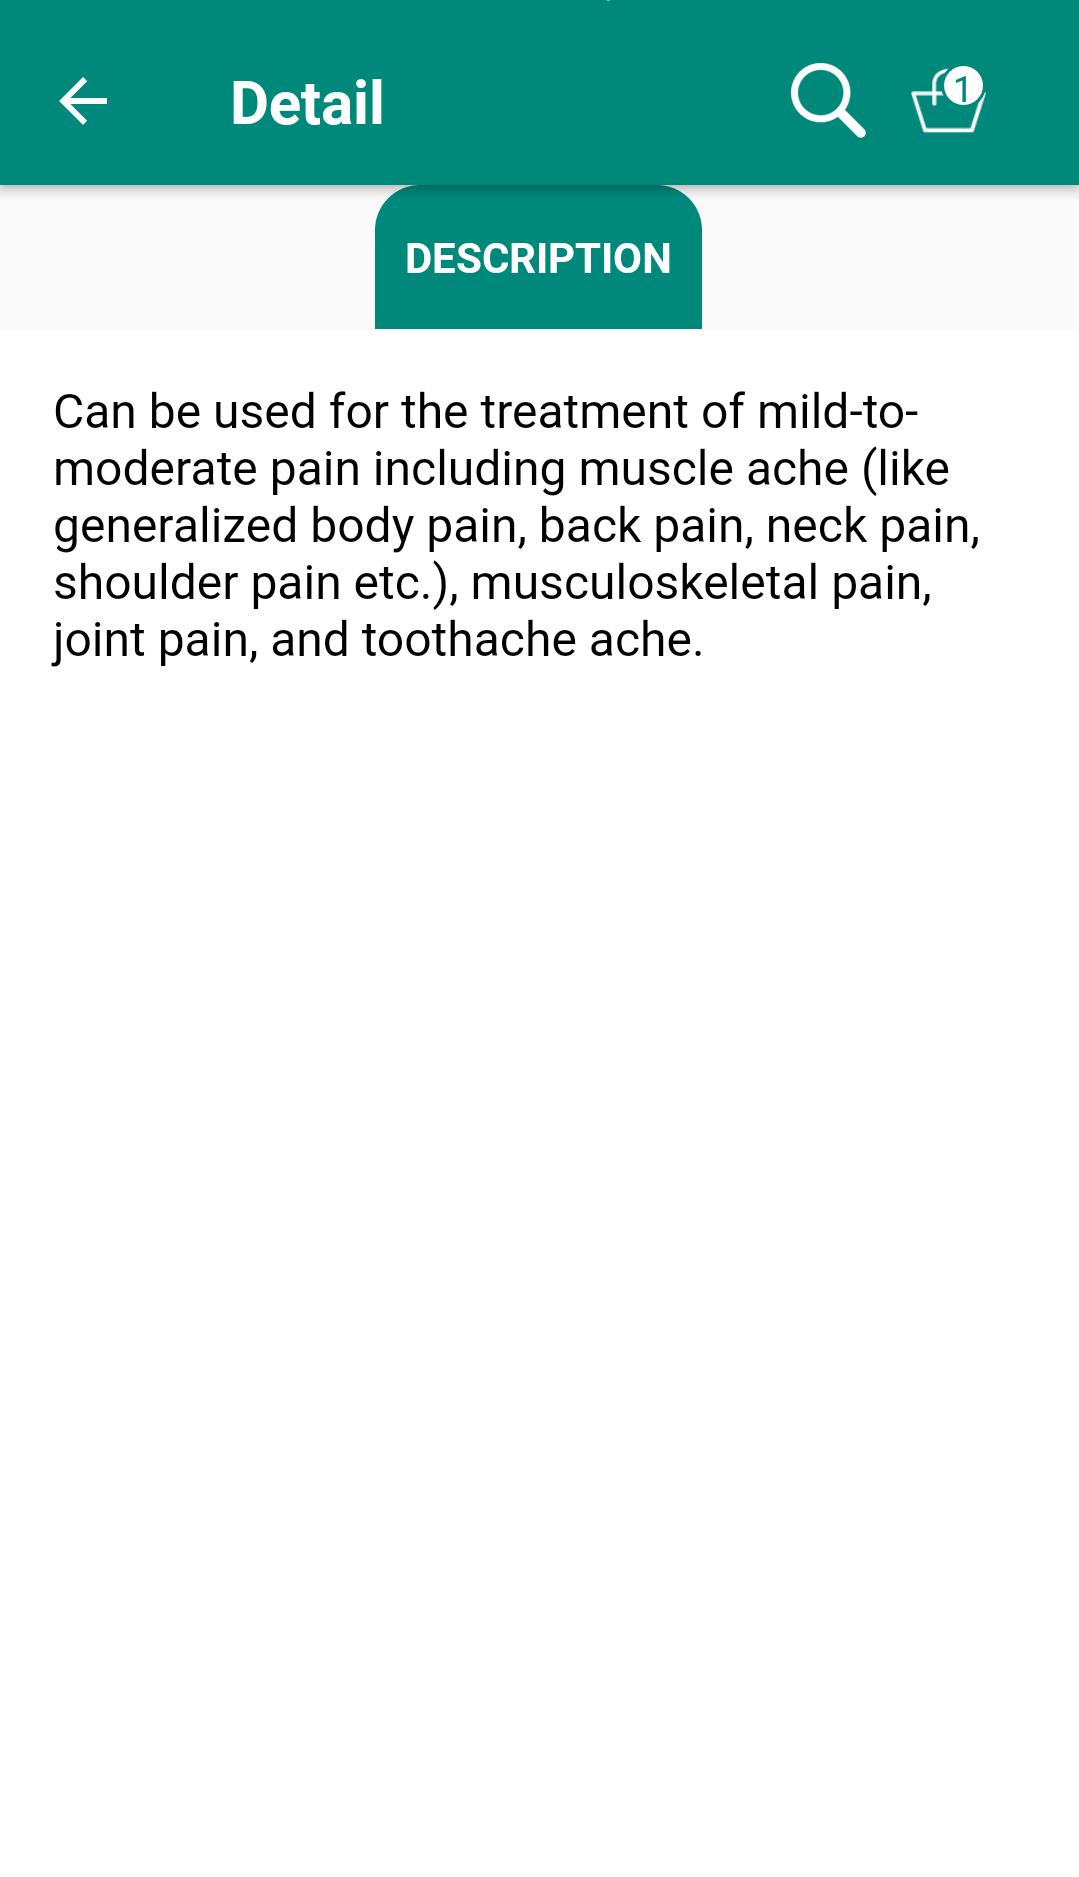 Detail
1
DESCRIPTION
Can be used for the treatment of mild-to-
moderate pain including muscle ache (like
generalized body pain, back pain, neck pain,
shoulder pain etc.), musculoskeletal pain,
joint pain, and toothache ache.